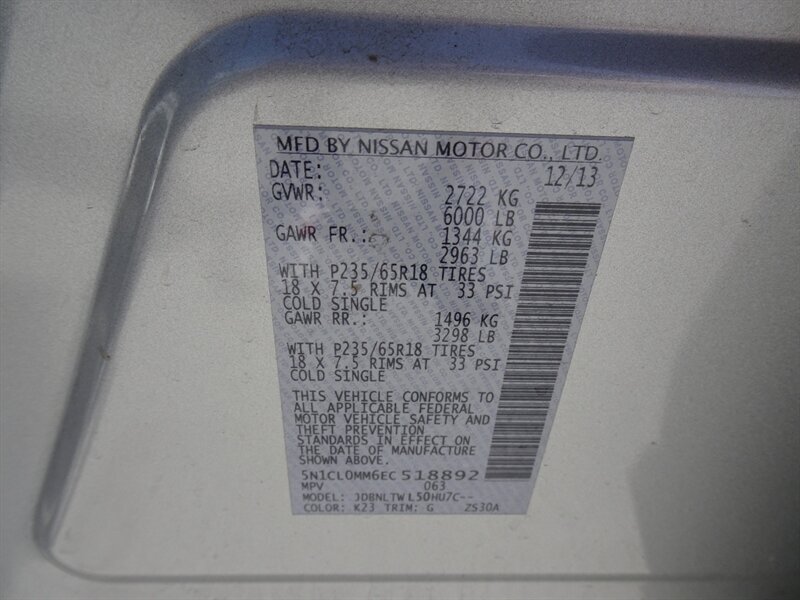 MFD BY NISSAN MOTOR CO., LTD.
DATE: 12/13
GVWR: 2722 KG
6000 LB
GAWR FR.: 1344 KG
2963 LB
WITH P235/65R18 TIRES
18 X 7.5 RIMS AT 33 PSI
COLD SINGLE
GAWR RR.: 1496 KG
3298 LB
WITH P235/65R18 TIRES
18 X 7.5 RIMS AT 33 PSI
COLD SINGLE
THIS VEHICLE CONFORMS TO
ALL APPLICABLE FEDERAL
MOTOR VEHICLE SAFETY AND
THEFT PREVENTION
STANDARDS IN EFFECT ON
THE DATE OF MANUFACTURE
SHOWN ABOVE.
5N1CL0MM6EC518892
MPV 063
MODEL: JDBNLTWL50HU7C--
COLOR: K23 TRIM: G ZS30A